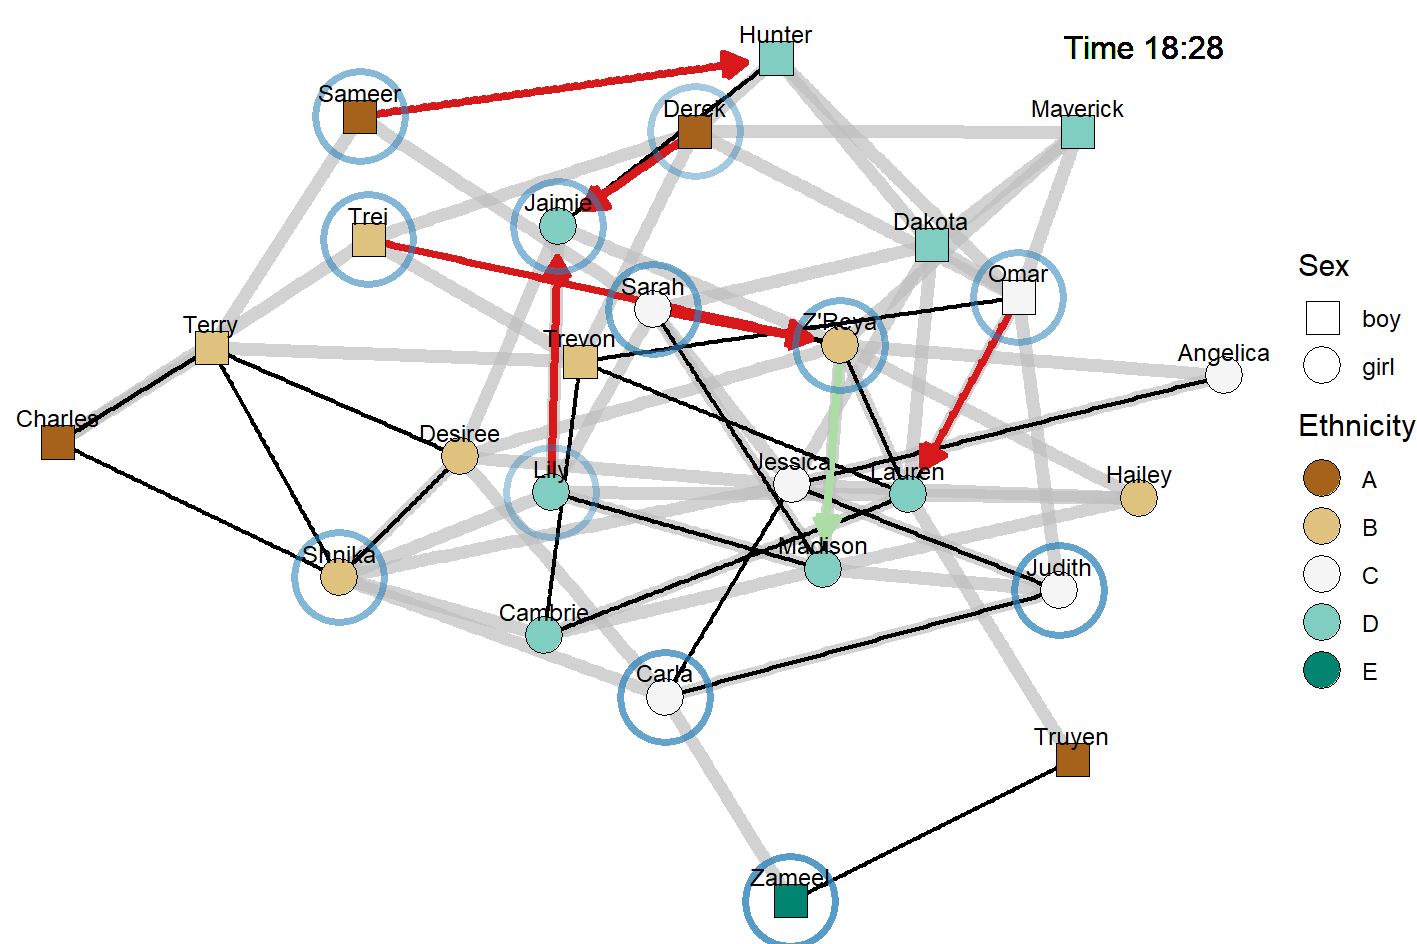 Hunter
Time 18:28
Sameer
Derek
Maverick
Jaimie
Trei
Dakota
Omar
Sarah
Terry
Z'Reya
Trevon
Angelica
Charles
Desiree
Lily
Jessica
Lauren
Hailey
Shnika
Madison
Judith
Cambrie
Carla
Truyen
Zameel
Sex
boy
girl
Ethnicity
A
B
C
D
E